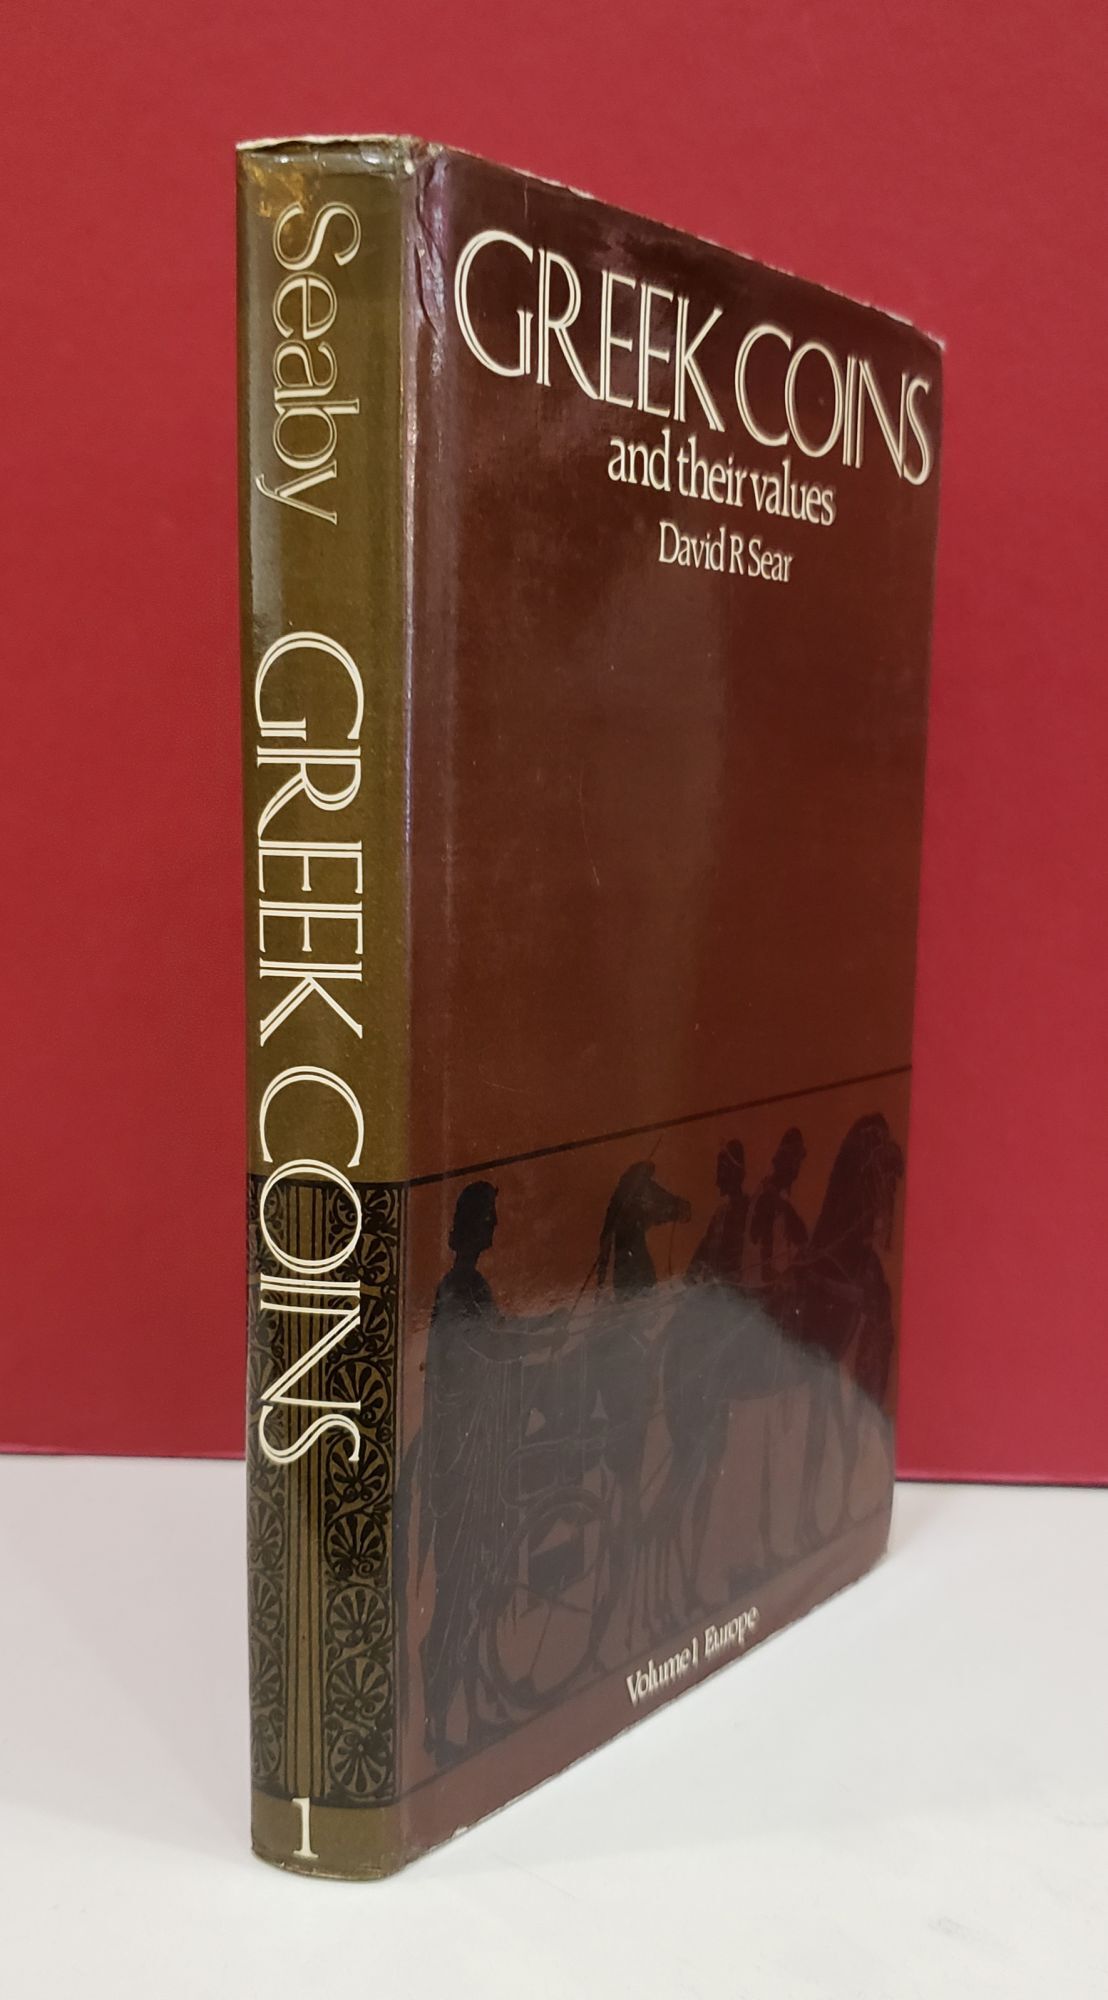 Seaby GREEK COINS 1
GREEK COINS
and their values
David R Sear
Volume 1 Europe